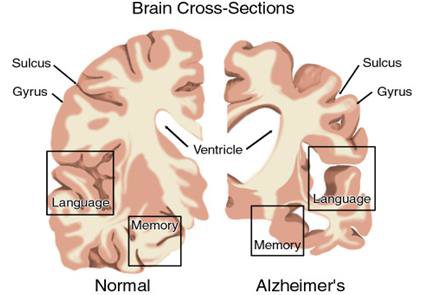 Brain Cross-Sections
Sulcus
Gyrus
Sulcus
Gyrus
Ventricle
Language
Memory
Language
Memory
Normal
Alzheimer's